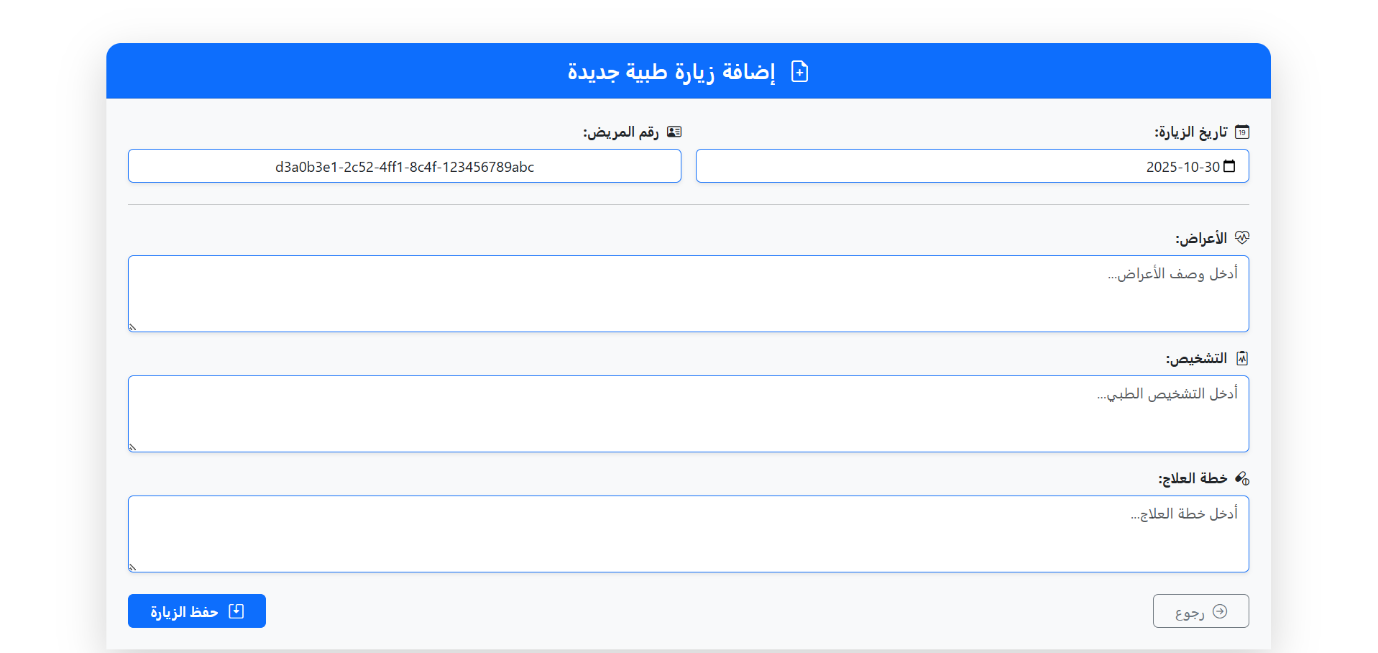 إضافة زيارة طبية جديدة
تاريخ الزيارة:
رقم المريض:
2025-10-30
d3a0b3e1-2c52-4ff1-8c4f-123456789abc
الأعراض:
أدخل وصف الأعراض...
التشخيص:
أدخل التشخيص الطبي...
خطة العلاج:
أدخل خطة العلاج...
رجوع
حفظ الزيارة